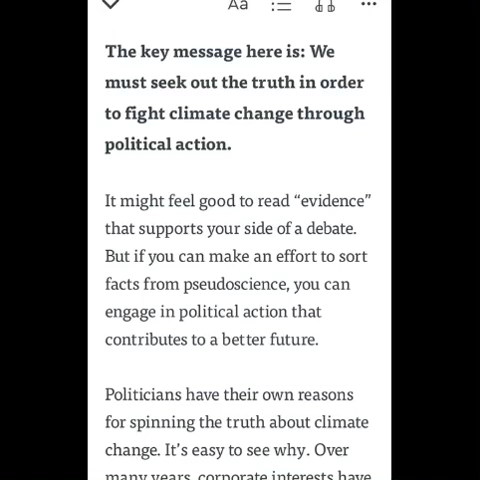 Aa
The key message here is: We
must seek out the truth in order
to fight climate change through
political action.
It might feel good to read “evidence”
that supports your side of a debate.
But if you can make an effort to sort
facts from pseudoscience, you can
engage in political action that
contributes to a better future.
Politicians have their own reasons
for spinning the truth about climate
change. It’s easy to see why. Over
many years, corporate interests have